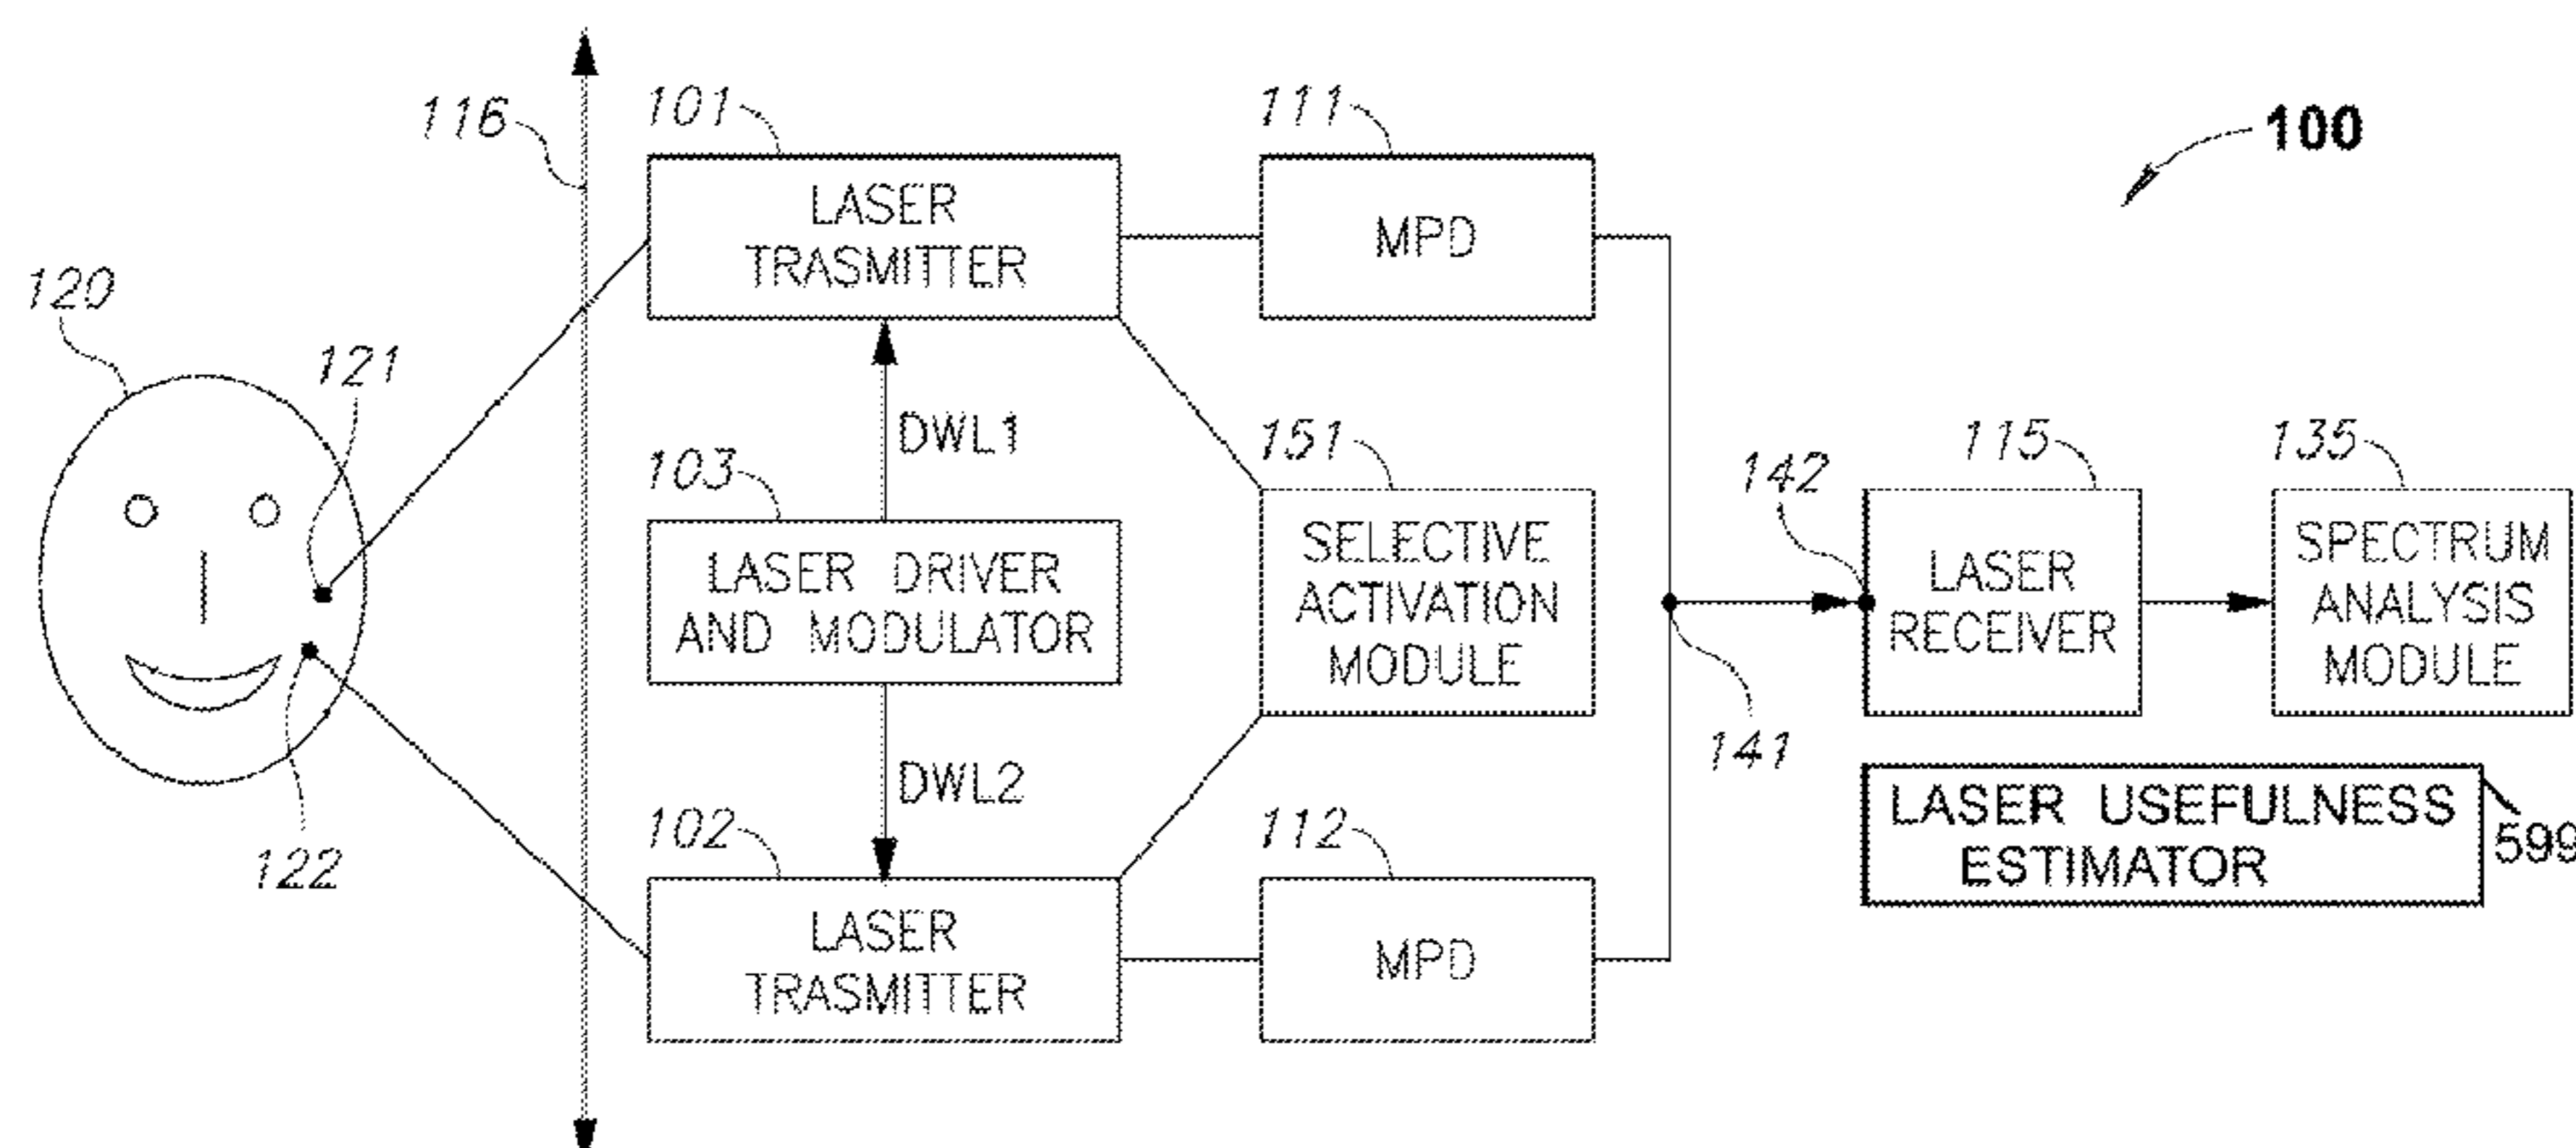 100
116
101
111
LASER
TRASMITTER
MPD
120
121
DWL1
103
151
142
115
135
LASER DRIVER
AND MODULATOR
SELECTIVE
ACTIVATION
MODULE
LASER
RECEIVER
SPECTRUM
ANALYSIS
MODULE
141
DWL2
122
102
112
LASER
TRASMITTER
MPD
LASER USEFULNESS
ESTIMATOR
599